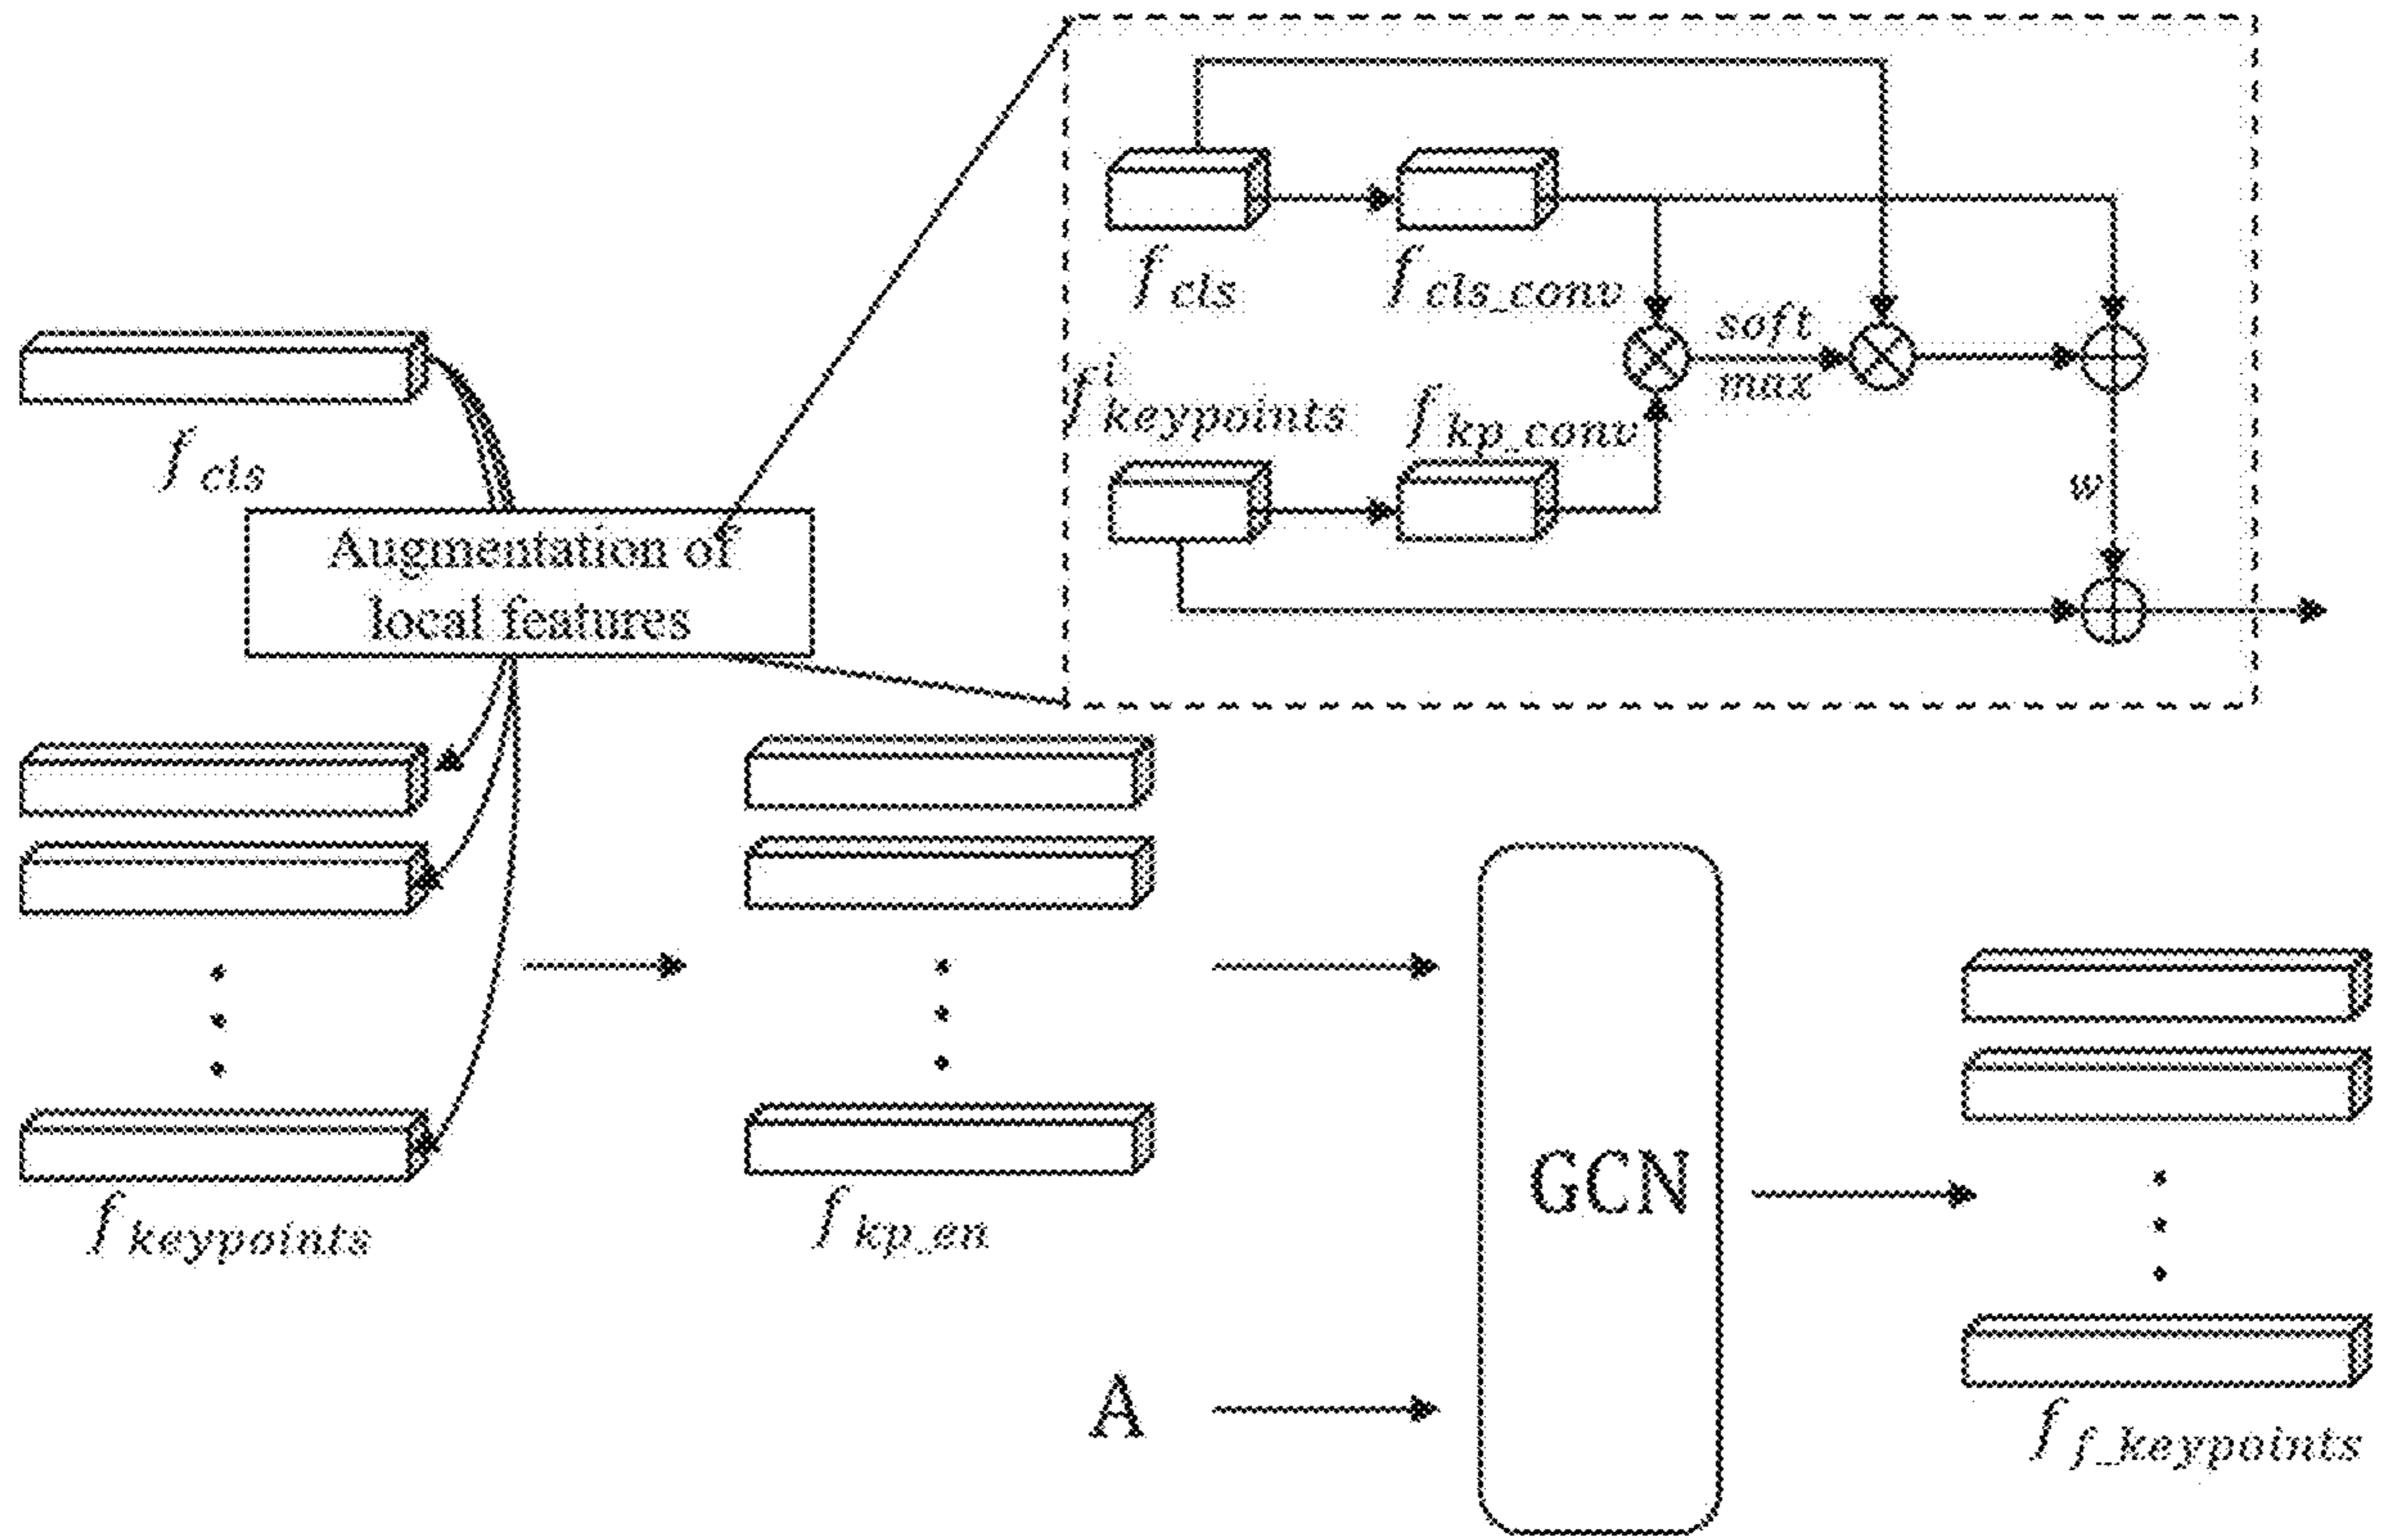 f cls
f cls_conv
soft
max
f i keypoints
f kp_conv
w
f cls
Augmentation of
local features
f keypoints
f kp_en
GCN
A
f f_keypoints